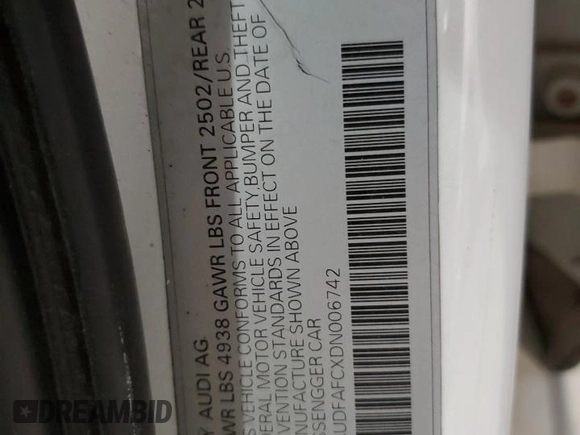 Y AUDI AG
WR LBS 4938 GAWR LBS FRONT 2502/REAR 2
S VEHICLE CONFORMS TO ALL APPLICABLE U.S.
DERAL MOTOR VEHICLE SAFETY,BUMPER AND THEFT
VENTION STANDARDS IN EFFECT ON THE DATE OF
NUFACTURE SHOWN ABOVE
SSENGGER CAR
UDFAFCXDN006742
DREAMBID